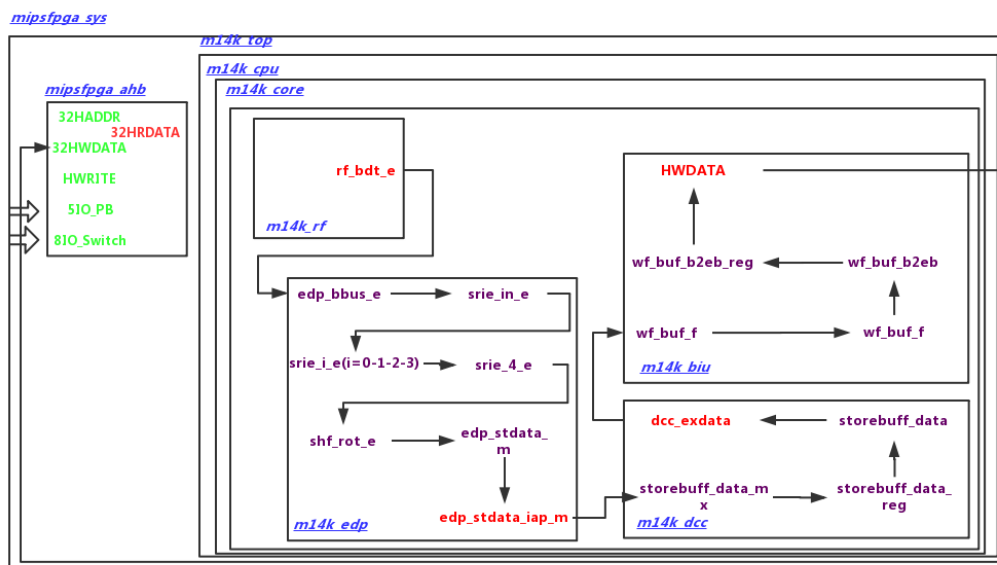 mipsfpga_sys
m14k_top
m14k_cpu
m14k_core
mipsfpga_ahb
32HADDR
32HRDATA
32HWDATA
HWRITE
5IO_PB
8IO_Switch
rf_bdt_e
m14k_rf
edp_bbus_e
srie_in_e
srie_i_e(i=0-1-2-3)
srie_4_e
shf_rot_e
edp_stdata_
m
edp_stdata_iap_m
m14k_edp
HWDATA
wf_buf_b2eb_reg
wf_buf_b2eb
wf_buf_f
wf_buf_f
m14k_biu
dcc_exdata
storebuff_data
storebuff_data_m
x
storebuff_data_
reg
m14k_dcc